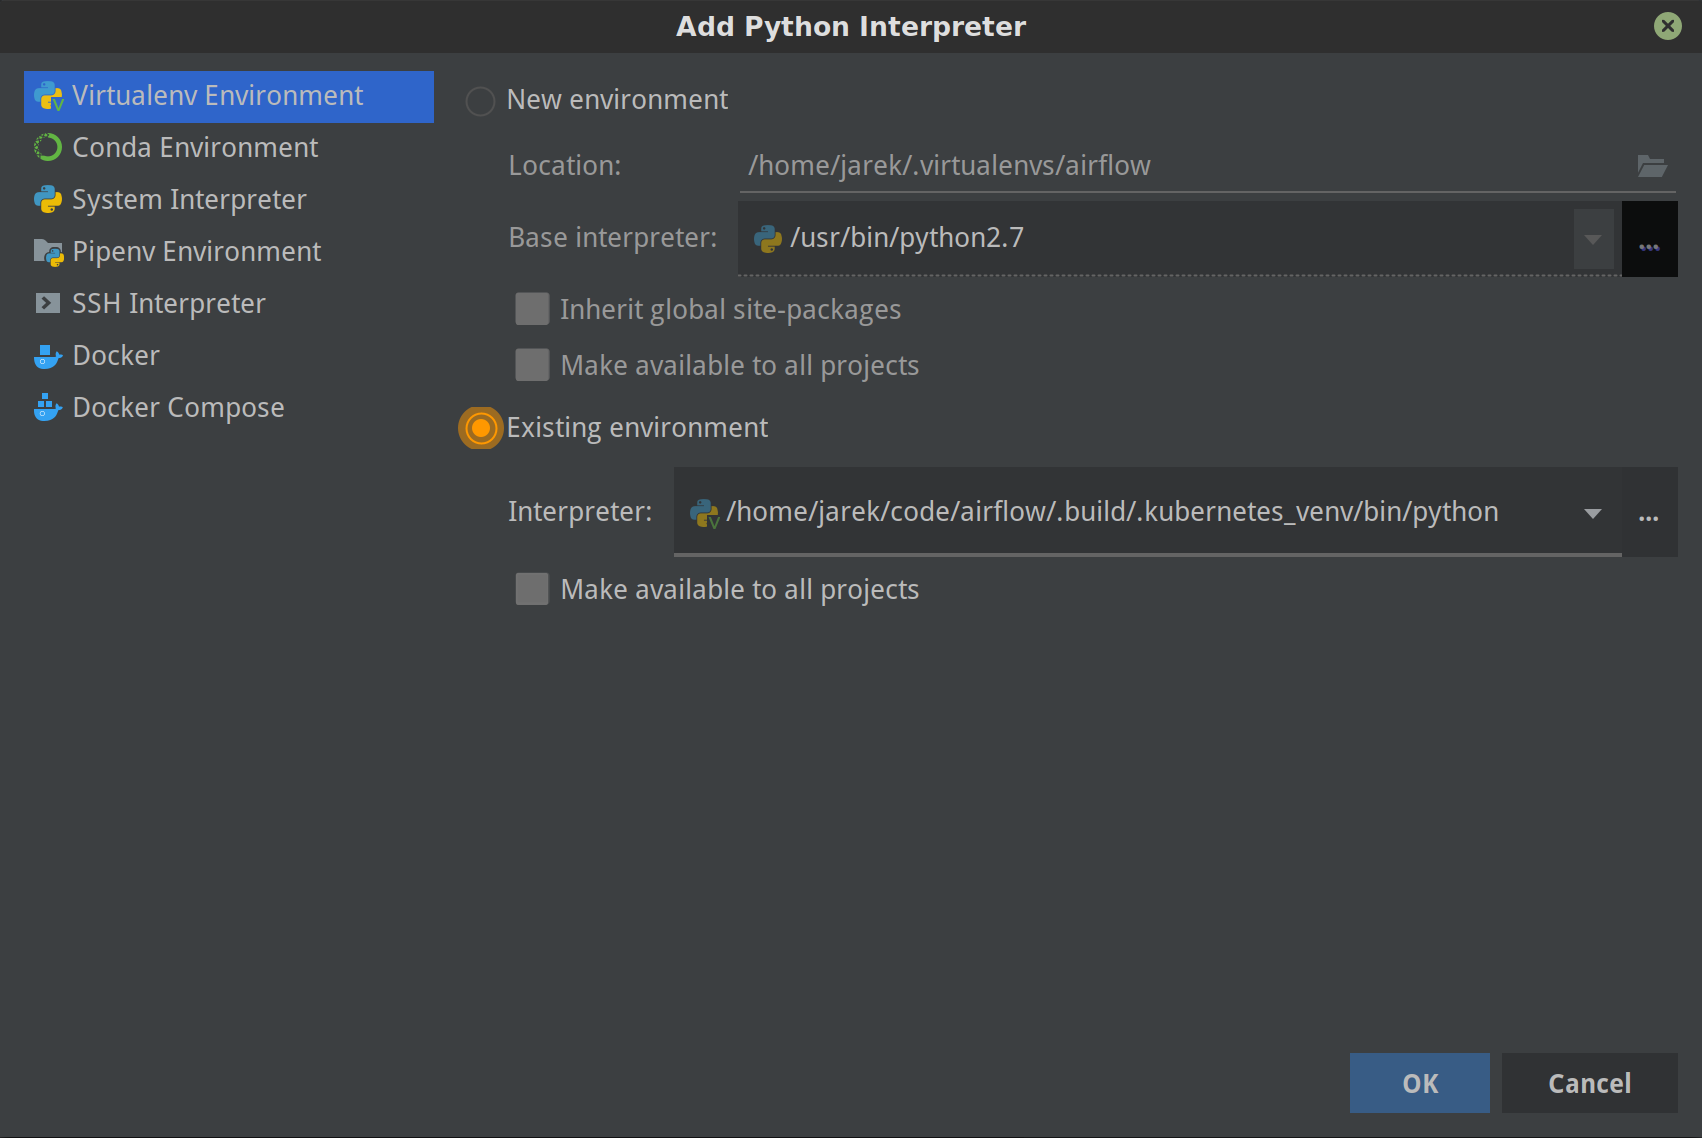 Add Python Interpreter
Virtualenv Environment
Conda Environment
System Interpreter
Pipenv Environment
SSH Interpreter
Docker
Docker Compose
New environment
Location: /home/jarek/.virtualenvs/airflow
Base interpreter: /usr/bin/python2.7 ...
Inherit global site-packages
Make available to all projects
Existing environment
Interpreter: /home/jarek/code/airflow/.build/.kubernetes_venv/bin/python ...
Make available to all projects
OK Cancel